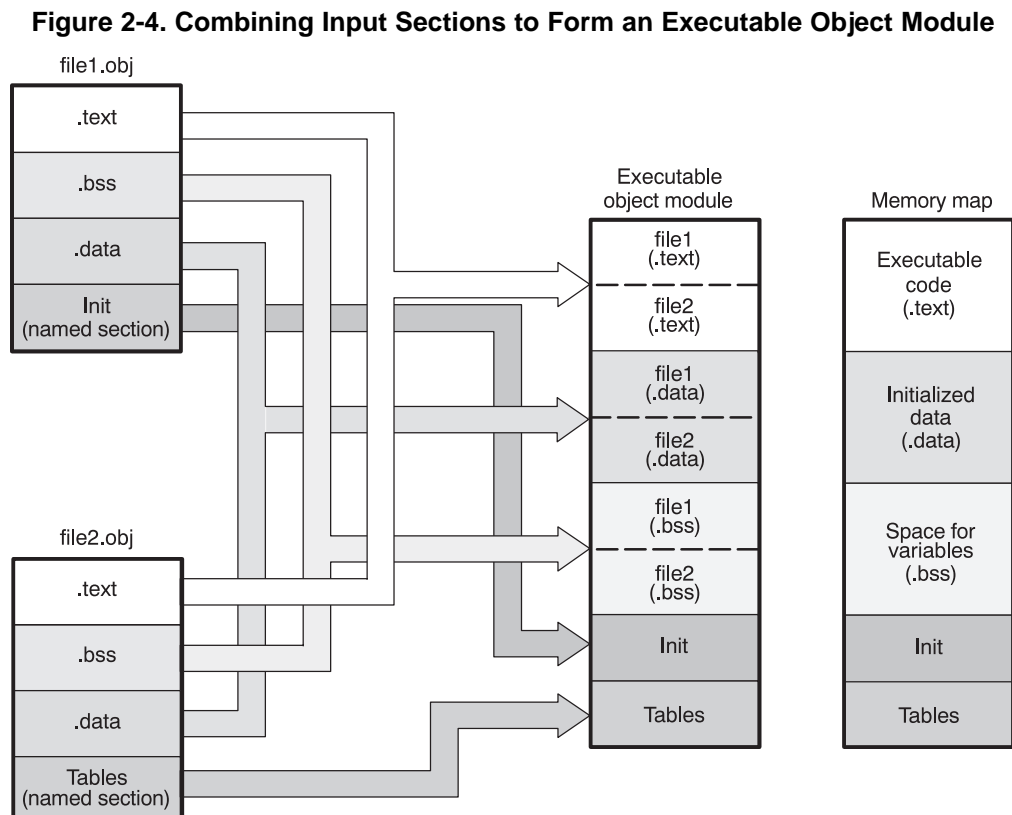 Figure 2-4. Combining Input Sections to Form an Executable Object Module
file1.obj
.text
.bss
.data
Init
(named section)
file2.obj
.text
.bss
.data
Tables
(named section)
Executable
object module
file1
(.text)
file2
(.text)
file1
(.data)
file2
(.data)
file1
(.bss)
file2
(.bss)
Init
Tables
Memory map
Executable
code
(.text)
Initialized
data
(.data)
Space for
variables
(.bss)
Init
Tables